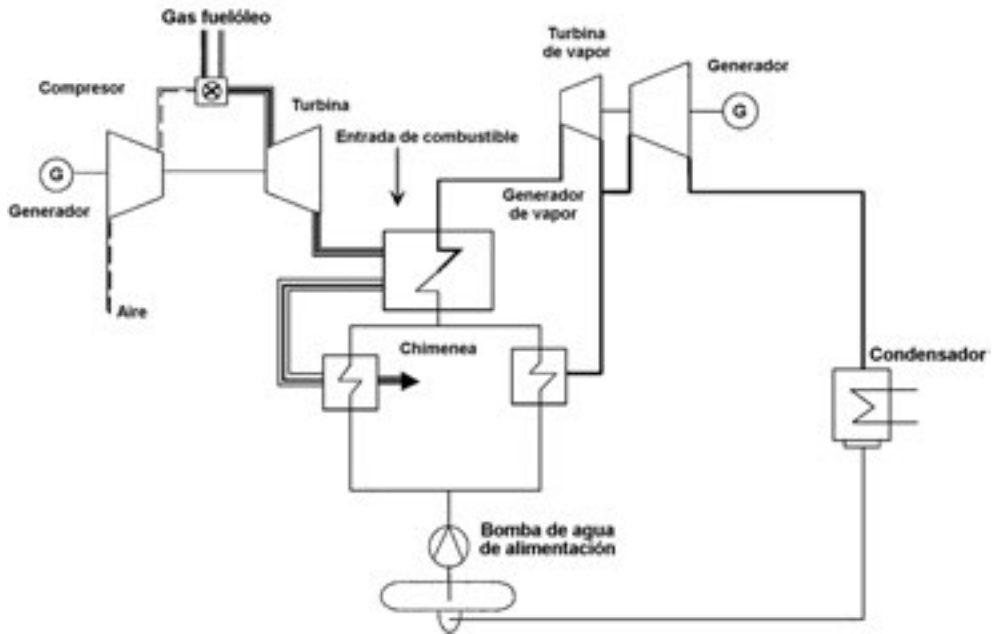 Gas fuelóleo
Compresor
Turbina
Entrada de combustible
Turbina
de vapor
Generador
G
G
Generador
Generador
de vapor
Aire
Chimenea
Condensador
Bomba de agua
de alimentación